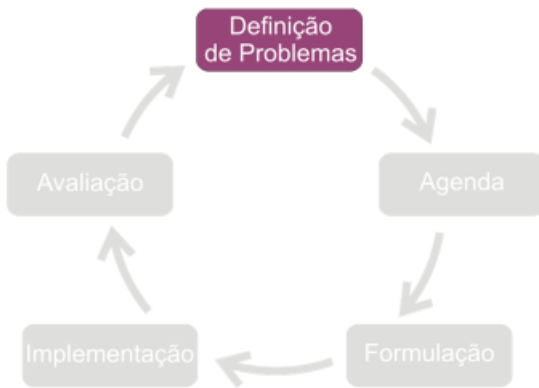 Definição
de Problemas
Avaliação
Agenda
Implementação
Formulação